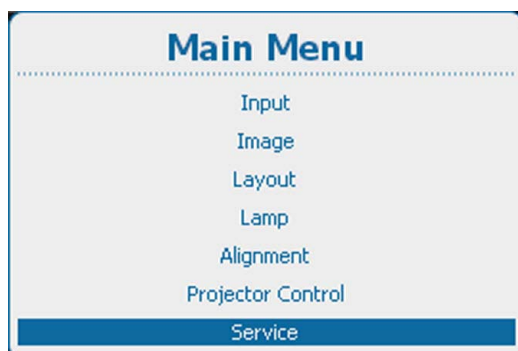 Main Menu
Input
Image
Layout
Lamp
Alignment
Projector Control
Service